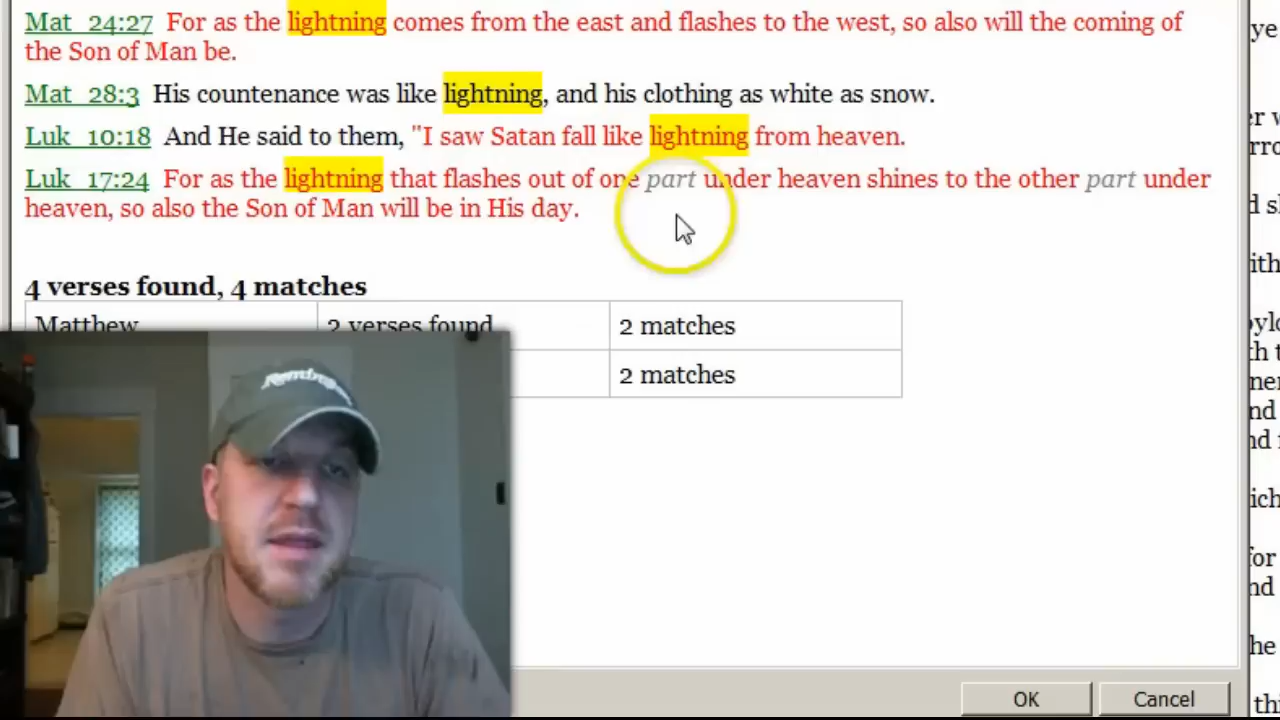 Mat 24:27 For as the lightning comes from the east and flashes to the west, so also will the coming of
the Son of Man be.
Mat 28:3 His countenance was like lightning, and his clothing as white as snow.
Luk 10:18 And He said to them, "I saw Satan fall like lightning from heaven.
Luk 17:24 For as the lightning that flashes out of one part under heaven shines to the other part under
heaven, so also the Son of Man will be in His day.
4 verses found, 4 matches
Matthew 2 verses found 2 matches
2 matches
OK Cancel